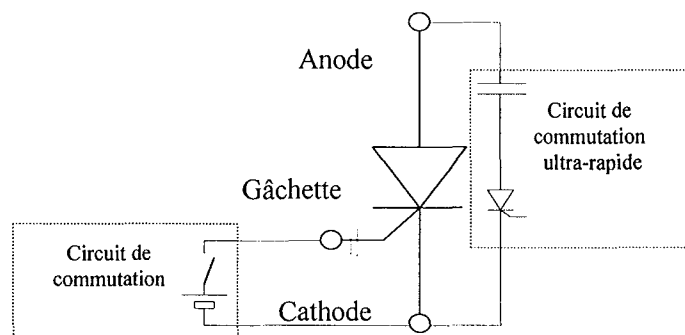 Anode
Circuit de
commutation
ultra-rapide
Gâchette
Circuit de
commutation
Cathode